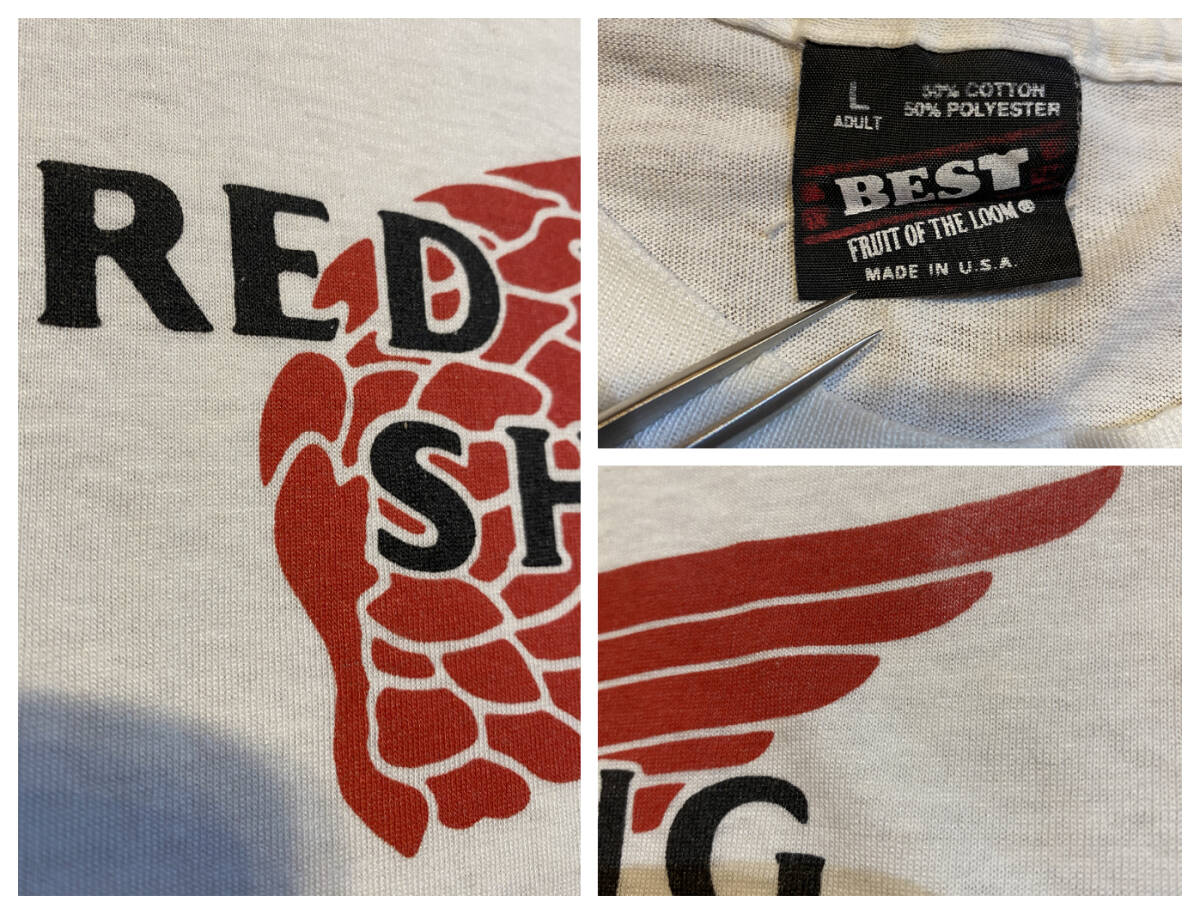 RED
SH
L
ADULT
50% COTTON
50% POLYESTER
BEST
FRUIT OF THE LOOM®
MADE IN U.S.A.
NG